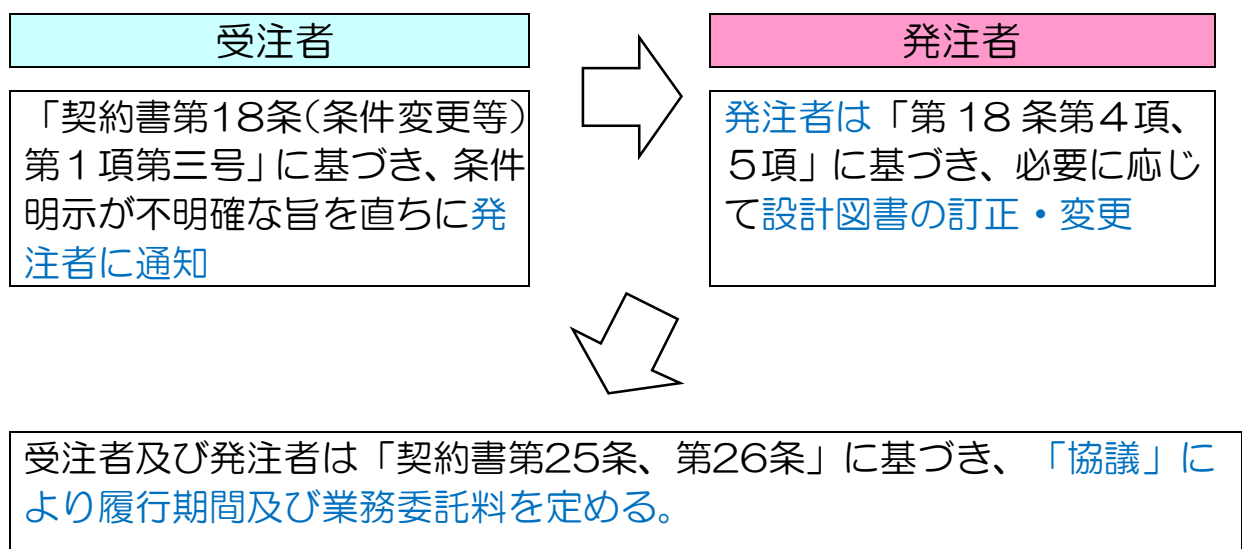 受注者
「契約書第18条(条件変更等)
第１項第三号」に基づき、条件
明示が不明確な旨を直ちに発
注者に通知
発注者
発注者は「第 18 条第４項、
５項」に基づき、必要に応じ
て設計図書の訂正・変更
受注者及び発注者は「契約書第25条、第26条」に基づき、「協議」に
より履行期間及び業務委託料を定める。